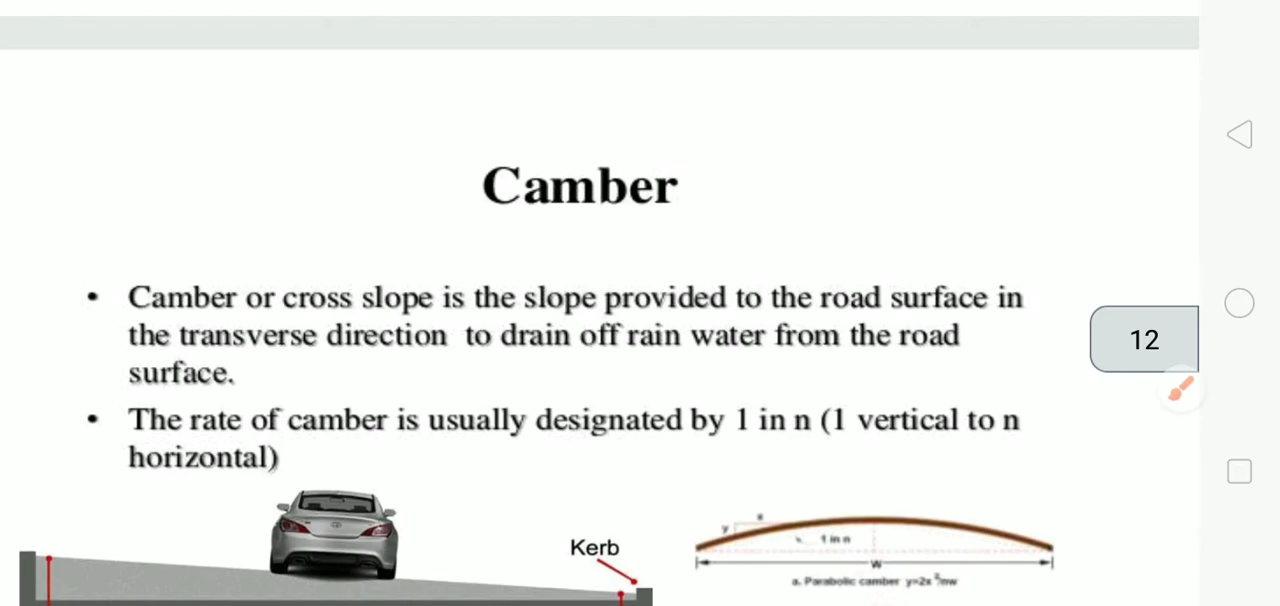 Camber
• Camber or cross slope is the slope provided to the road surface in
the transverse direction to drain off rain water from the road
surface.
• The rate of camber is usually designated by 1 in n (1 vertical to n
horizontal)
12
Kerb
y
x
1 in n
W
a. Parabolic camber y=2x²/nw